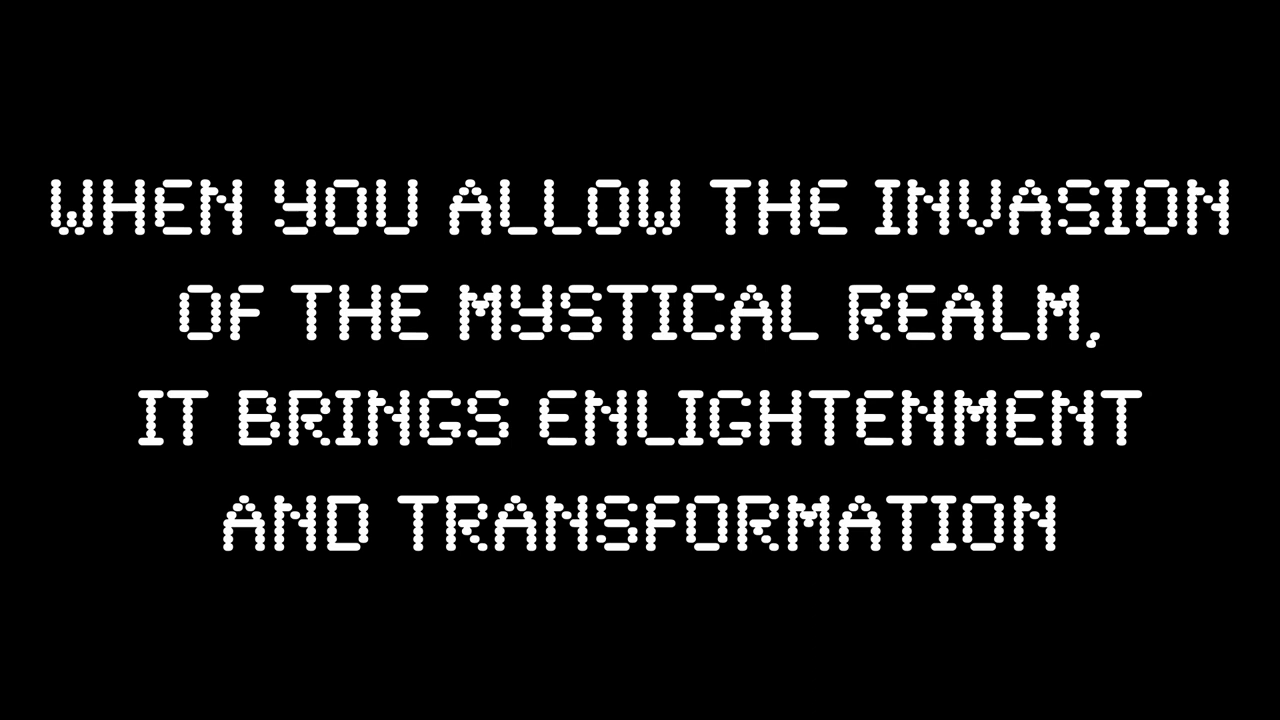 WHEN YOU ALLOW THE INVASION
OF THE MYSTICAL REALM,
IT BRINGS ENLIGHTENMENT
AND TRANSFORMATION